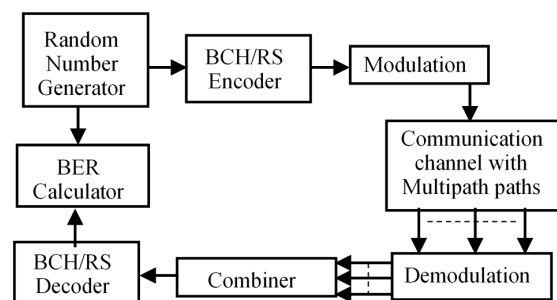 Random
Number
Generator
BCH/RS
Encoder
Modulation
Communication
channel with
Multipath paths
BER
Calculator
BCH/RS
Decoder
Combiner
Demodulation